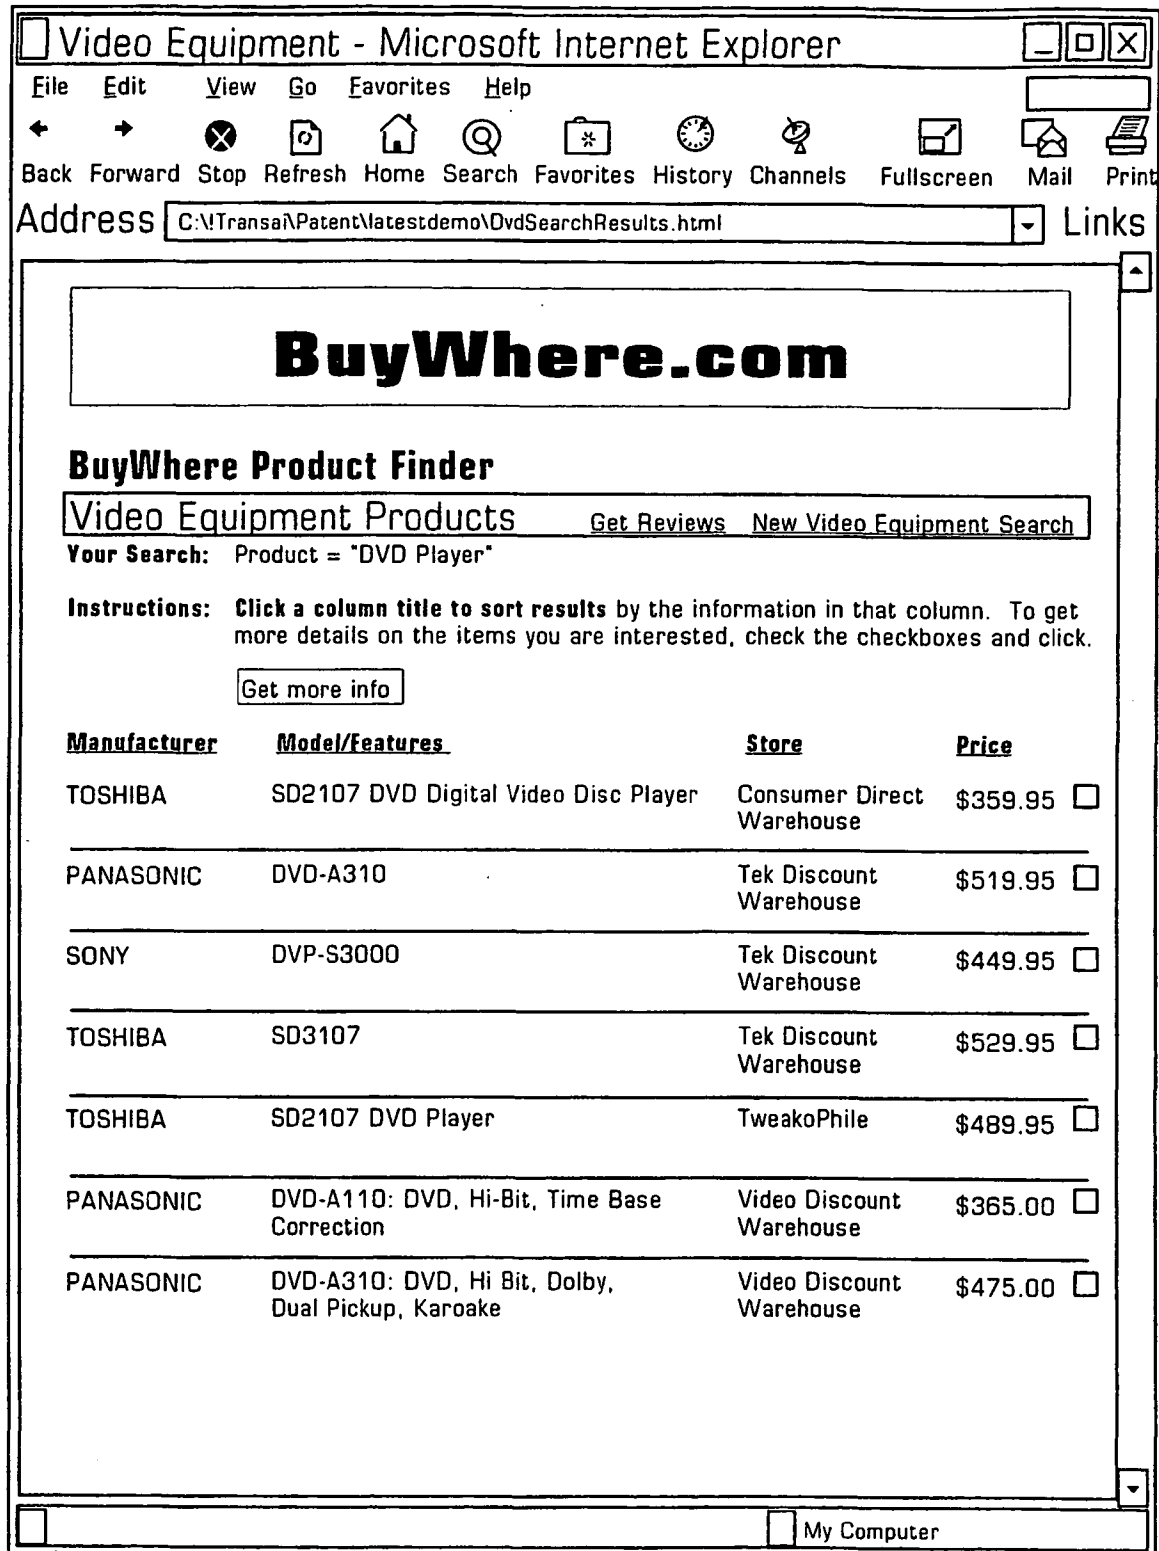 Video Equipment - Microsoft Internet Explorer
File Edit View Go Favorites Help
Back Forward Stop Refresh Home Search Favorites History Channels Fullscreen Mail Print
Address C:\!Transai\Patent\latestdemo\DvdSearchResults.html Links
BuyWhere.com
BuyWhere Product Finder
Video Equipment Products Get Reviews New Video Equipment Search
Your Search: Product = "DVD Player"
Instructions: Click a column title to sort results by the information in that column. To get
more details on the items you are interested, check the checkboxes and click.
Get more info
Manufacturer Model/Features Store Price
TOSHIBA SD2107 DVD Digital Video Disc Player Consumer Direct $359.95
Warehouse
PANASONIC DVD-A310 Tek Discount $519.95
Warehouse
SONY DVP-S3000 Tek Discount $449.95
Warehouse
TOSHIBA SD3107 Tek Discount $529.95
Warehouse
TOSHIBA SD2107 DVD Player TweakoPhile $489.95
PANASONIC DVD-A110: DVD, Hi-Bit, Time Base Video Discount $365.00
Correction Warehouse
PANASONIC DVD-A310: DVD, Hi Bit, Dolby, Video Discount $475.00
Dual Pickup, Karoake Warehouse
My Computer